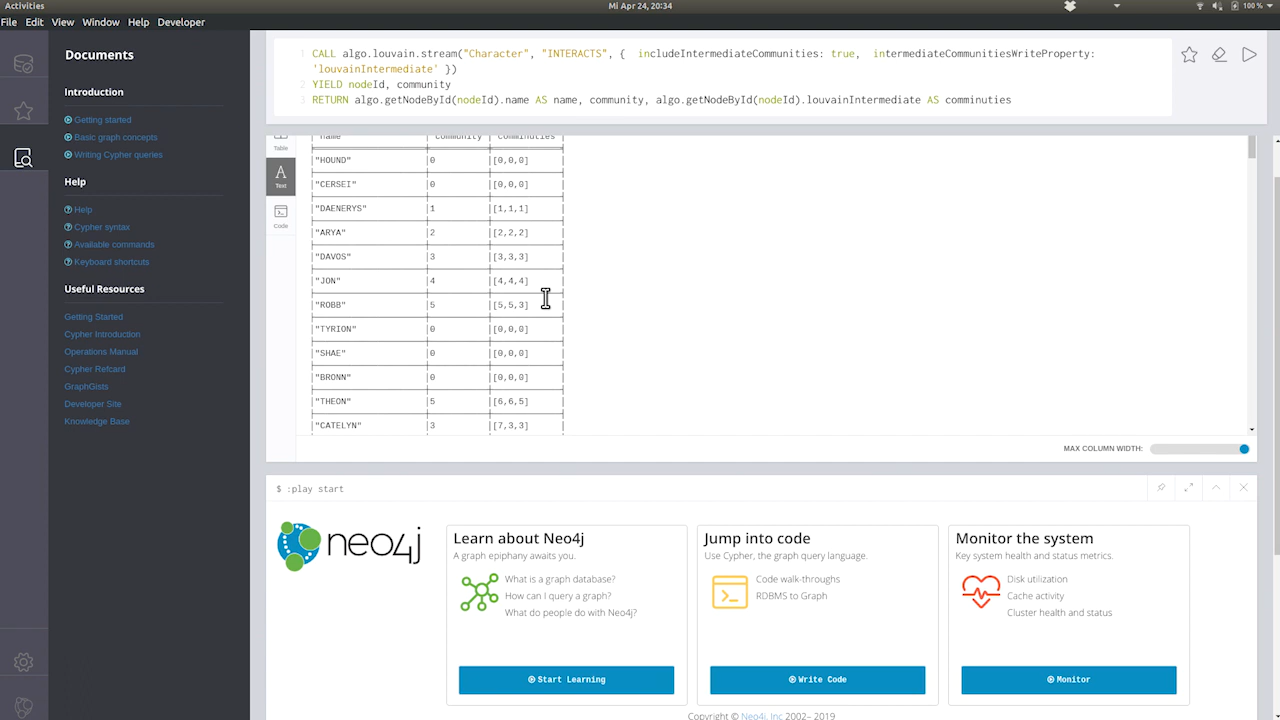 Activities
Mi Apr 24, 20:34
100 %
File Edit View Window Help Developer
Documents
Introduction
Getting started
Basic graph concepts
Writing Cypher queries
Help
Help
Cypher syntax
Available commands
Keyboard shortcuts
Useful Resources
Getting Started
Cypher Introduction
Operations Manual
Cypher Refcard
GraphGists
Developer Site
Knowledge Base
1 CALL algo.louvain.stream("Character", "INTERACTS", { includeIntermediateCommunities: true, intermediateCommunitiesWriteProperty:
'louvainIntermediate' })
2 YIELD nodeId, community
3 RETURN algo.getNodeById(nodeId).name AS name, community, algo.getNodeById(nodeId).louvainIntermediate AS comminuties
Table
A
Text
Code
"name" "community" "comminuties"
"HOUND" 0 [0,0,0]
"CERSEI" 0 [0,0,0]
"DAENERYS" 1 [1,1,1]
"ARYA" 2 [2,2,2]
"DAVOS" 3 [3,3,3]
"JON" 4 [4,4,4]
"ROBB" 5 [5,5,3]
"TYRION" 0 [0,0,0]
"SHAE" 0 [0,0,0]
"BRONN" 0 [0,0,0]
"THEON" 5 [6,6,5]
"CATELYN" 3 [7,3,3]
MAX COLUMN WIDTH:
$ :play start
neo4j
Learn about Neo4j
A graph epiphany awaits you.
What is a graph database?
How can I query a graph?
What do people do with Neo4j?
Start Learning
Jump into code
Use Cypher, the graph query language.
Code walk-throughs
RDBMS to Graph
Write Code
Monitor the system
Key system health and status metrics.
Disk utilization
Cache activity
Cluster health and status
Monitor
Copyright © Neo4j, Inc 2002– 2019